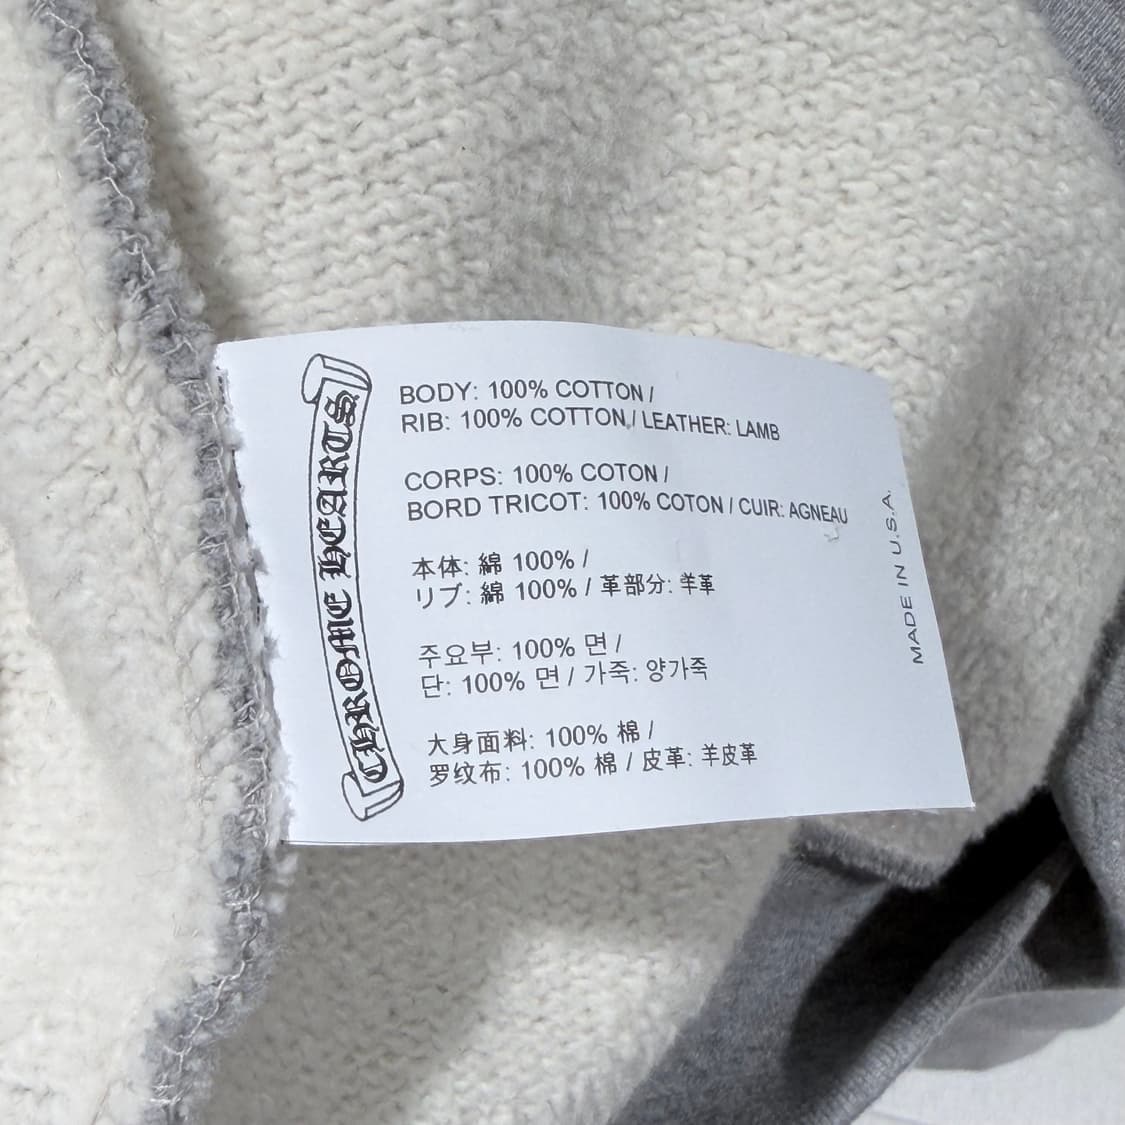 CHROME HEARTS
BODY: 100% COTTON /
RIB: 100% COTTON / LEATHER: LAMB
CORPS: 100% COTON /
BORD TRICOT: 100% COTON / CUIR: AGNEAU
本体: 綿 100% /
リブ: 綿 100% / 革部分: 羊革
주요부: 100% 면 /
단: 100% 면 / 가죽: 양가죽
大身面料: 100% 棉 /
罗纹布: 100% 棉 / 皮革: 羊皮革
MADE IN U.S.A.